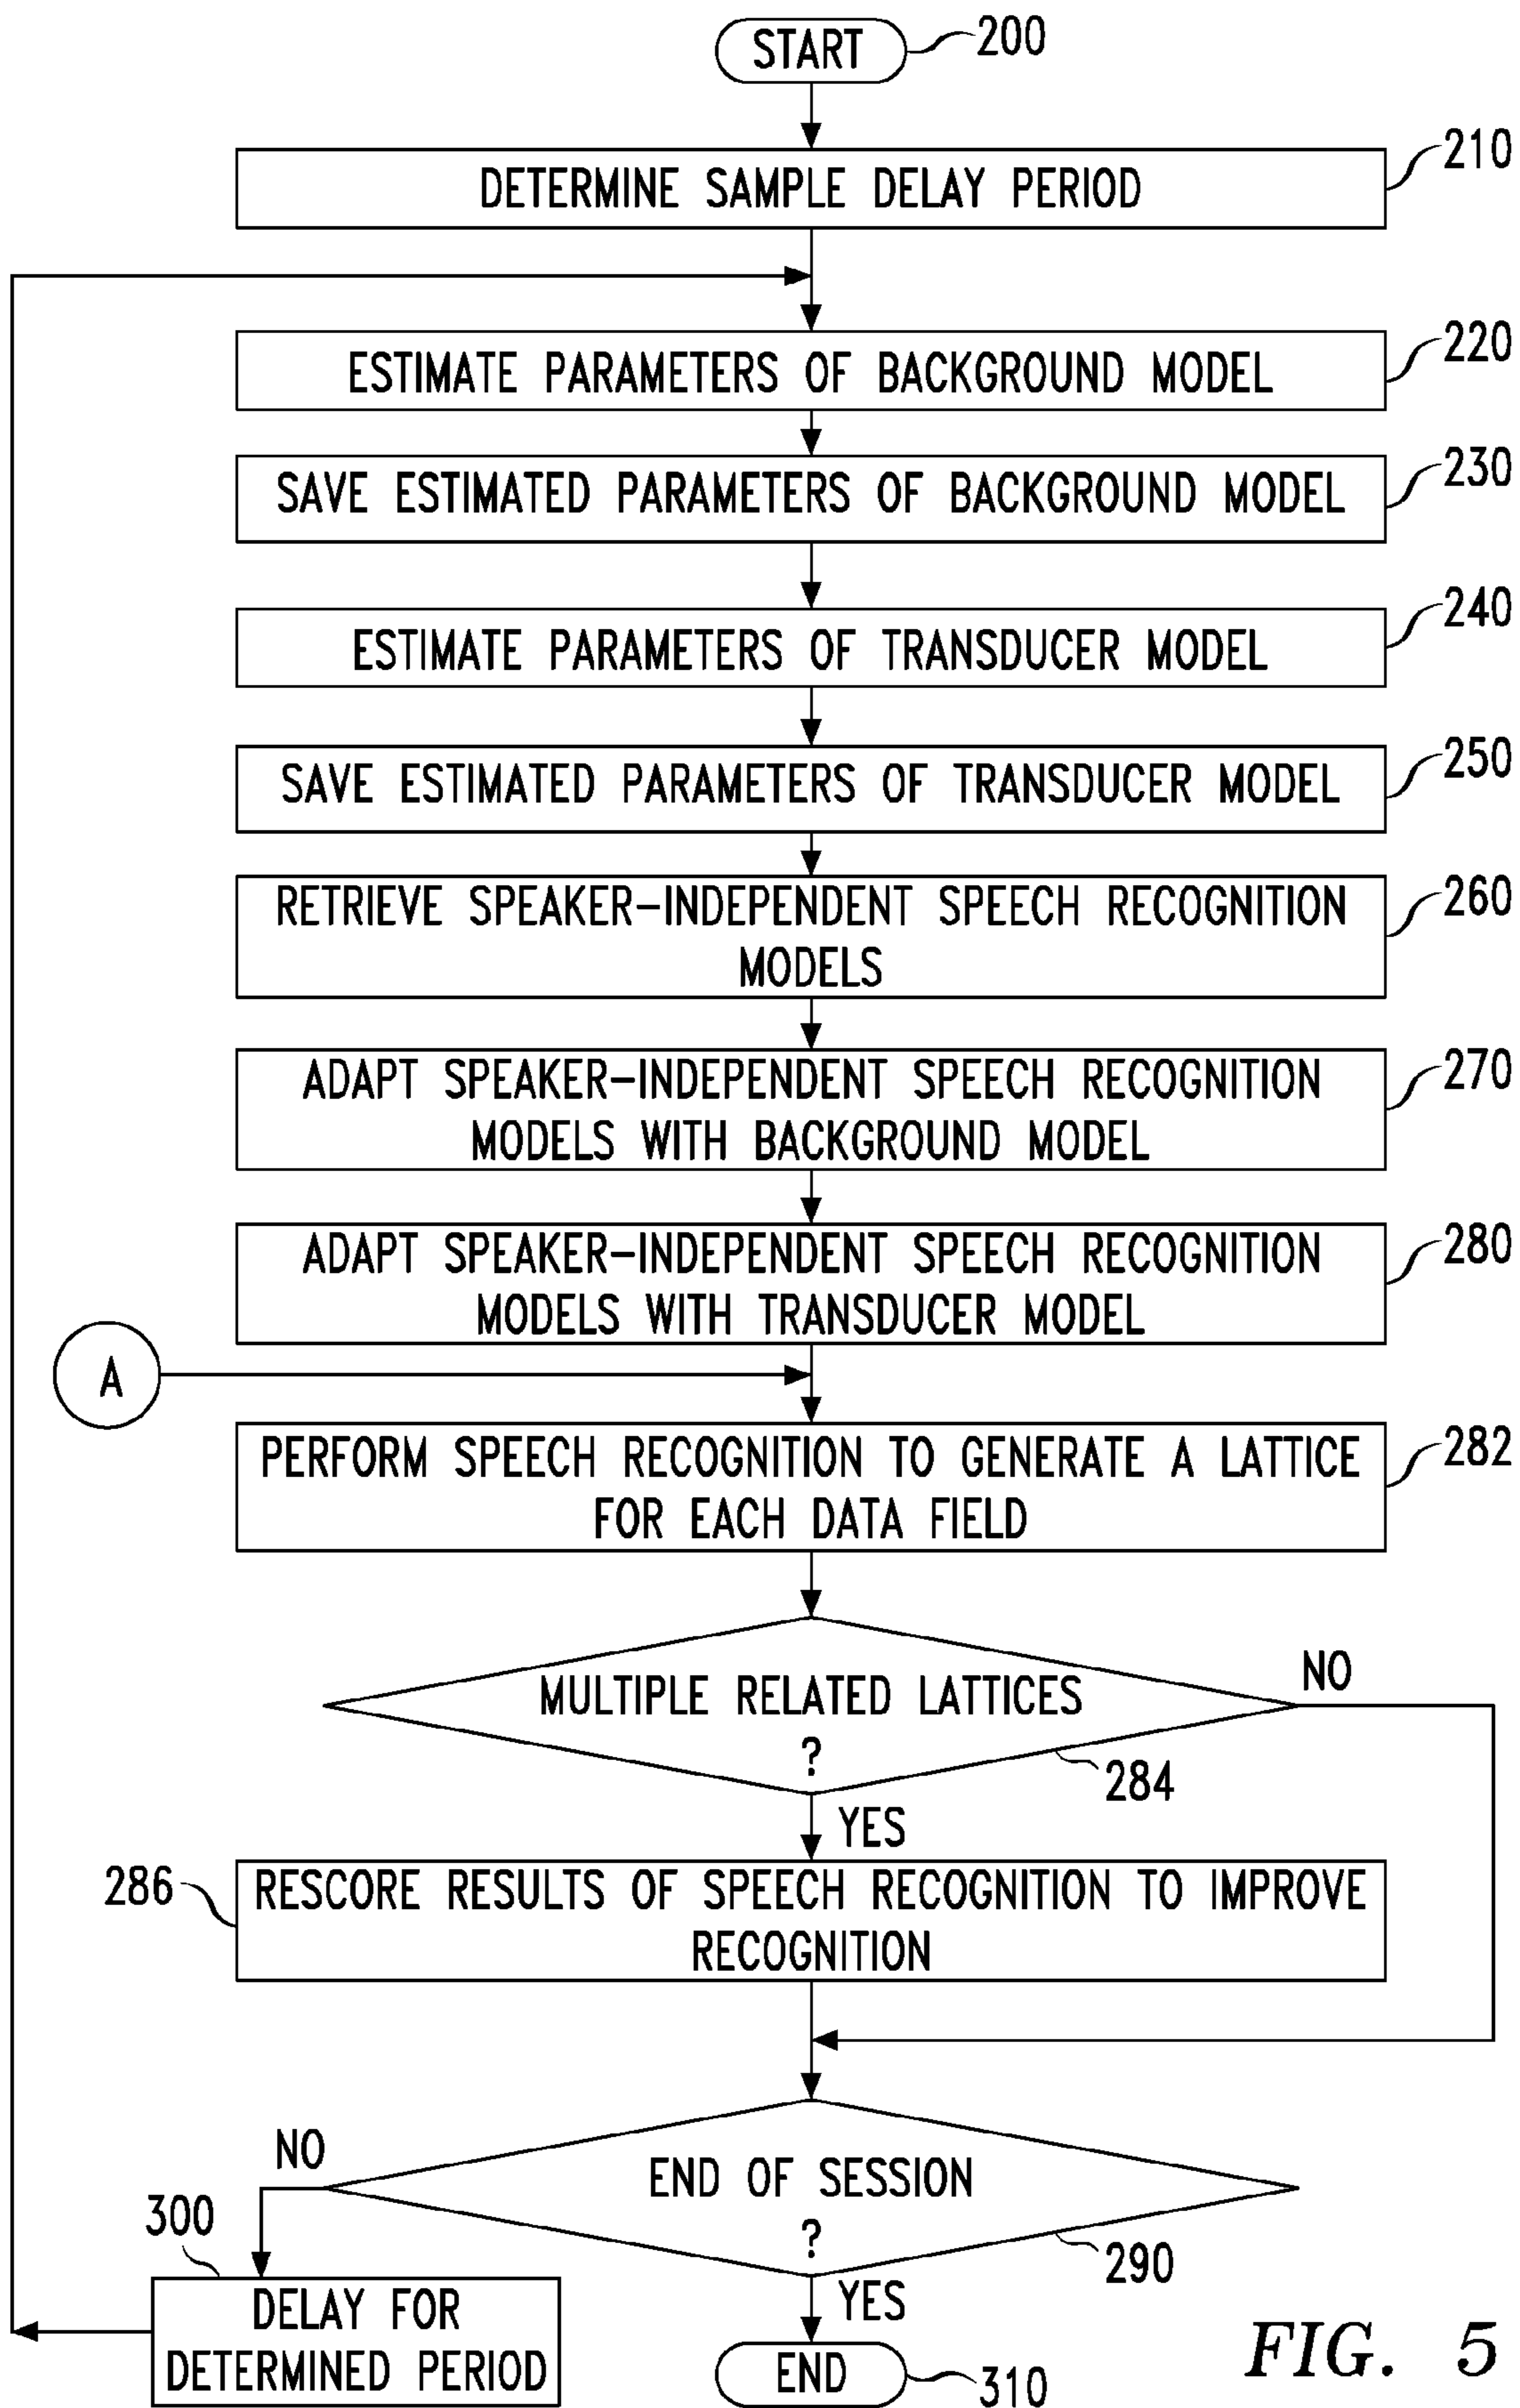 START
200
210
DETERMINE SAMPLE DELAY PERIOD
220
ESTIMATE PARAMETERS OF BACKGROUND MODEL
230
SAVE ESTIMATED PARAMETERS OF BACKGROUND MODEL
240
ESTIMATE PARAMETERS OF TRANSDUCER MODEL
250
SAVE ESTIMATED PARAMETERS OF TRANSDUCER MODEL
260
RETRIEVE SPEAKER-INDEPENDENT SPEECH RECOGNITION
MODELS
270
ADAPT SPEAKER-INDEPENDENT SPEECH RECOGNITION
MODELS WITH BACKGROUND MODEL
280
ADAPT SPEAKER-INDEPENDENT SPEECH RECOGNITION
MODELS WITH TRANSDUCER MODEL
A
282
PERFORM SPEECH RECOGNITION TO GENERATE A LATTICE
FOR EACH DATA FIELD
MULTIPLE RELATED LATTICES
?
NO
284
YES
286
RESCORE RESULTS OF SPEECH RECOGNITION TO IMPROVE
RECOGNITION
NO
END OF SESSION
?
290
300
YES
DELAY FOR
DETERMINED PERIOD
END
310
FIG. 5